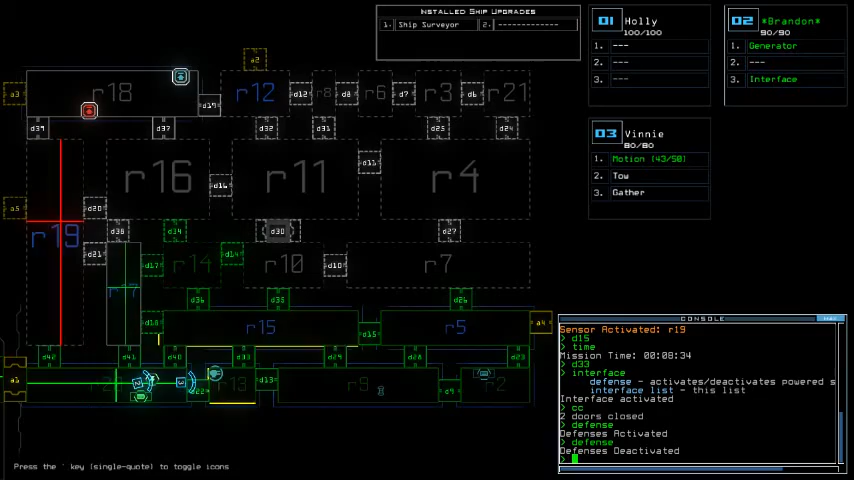 INSTALLED SHIP UPGRADES
1. Ship Surveyor 2. -------------
01 Holly
100/100
1. ---
2. ---
3. ---
02 *Brandon*
90/90
1. Generator
2. ---
3. Interface
03 Vinnie
80/80
1. Motion (43/50)
2. Tow
3. Gather
d2
a3 r18 r12 d12 r8 d8 r6 d7 r3 d6 r21
d19
d39 d37 d32 d31 d25 d24
r16 d16 r11 d11 r4
a5 d20
r19 d38 d34 d30 d27
d21 d17 r14 d14 r10 d10 r7
d36 d35 d26
d18 r15 d15 r5 a4
d42 d41 d40 d33 d29 d28 d23
a1 2 3 r13 d13 r9 d9 r2
CONSOLE
Sensor Activated: r19
> d15
> time
Mission Time: 00:08:34
> d33
> interface
defense - activates/deactivates powered s
interface list - this list
Interface activated
> cc
2 doors closed
> defense
Defenses Activated
> defense
Defenses Deactivated
>
Press the ` key (single-quote) to toggle icons